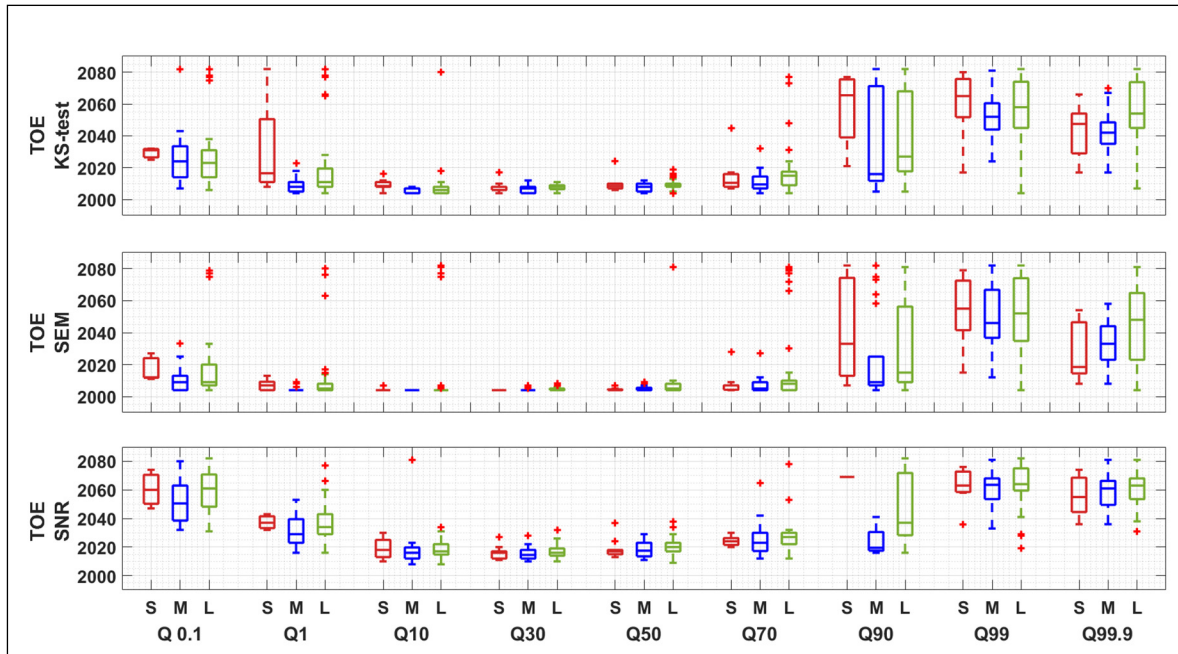 TOE
KS-test
2080
2060
2040
2020
2000
TOE
SEM
2080
2060
2040
2020
2000
TOE
SNR
2080
2060
2040
2020
2000
S M L S M L S M L S M L S M L S M L S M L S M L S M L
Q 0.1 Q1 Q10 Q30 Q50 Q70 Q90 Q99 Q99.9